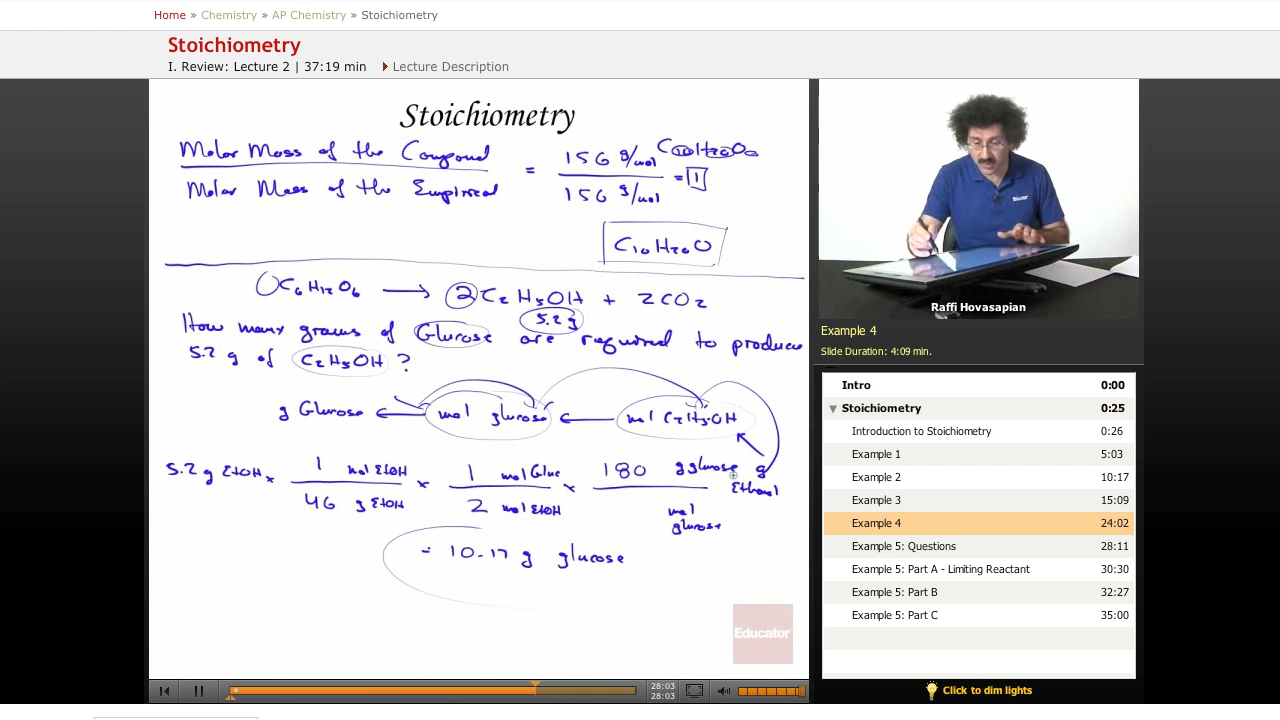 Home » Chemistry » AP Chemistry » Stoichiometry
Stoichiometry
I. Review: Lecture 2 | 37:19 min Lecture Description
Stoichiometry
Molar Mass of the Compound
Molar Mass of the Empirical
= 156 g/mol
156 g/mol
= 1
C10H20O
C10H20O
C6H12O6 → 2C2H5OH + 2CO2
5.2 g
How many grams of Glucose are required to produce
5.2 g of C2H5OH ?
g Glucose ← mol glucose ← mol C2H5OH
g Ethanol
5.2 g EtOH x 1 mol EtOH x 1 mol Gluc x 180 g glucose
46 g EtOH 2 mol EtOH mol glucose
= 10.17 g glucose
Educator
28:03
28:03
Raffi Hovasapian
Example 4
Slide Duration: 4:09 min.
Intro 0:00
Stoichiometry 0:25
Introduction to Stoichiometry 0:26
Example 1 5:03
Example 2 10:17
Example 3 15:09
Example 4 24:02
Example 5: Questions 28:11
Example 5: Part A - Limiting Reactant 30:30
Example 5: Part B 32:27
Example 5: Part C 35:00
Click to dim lights